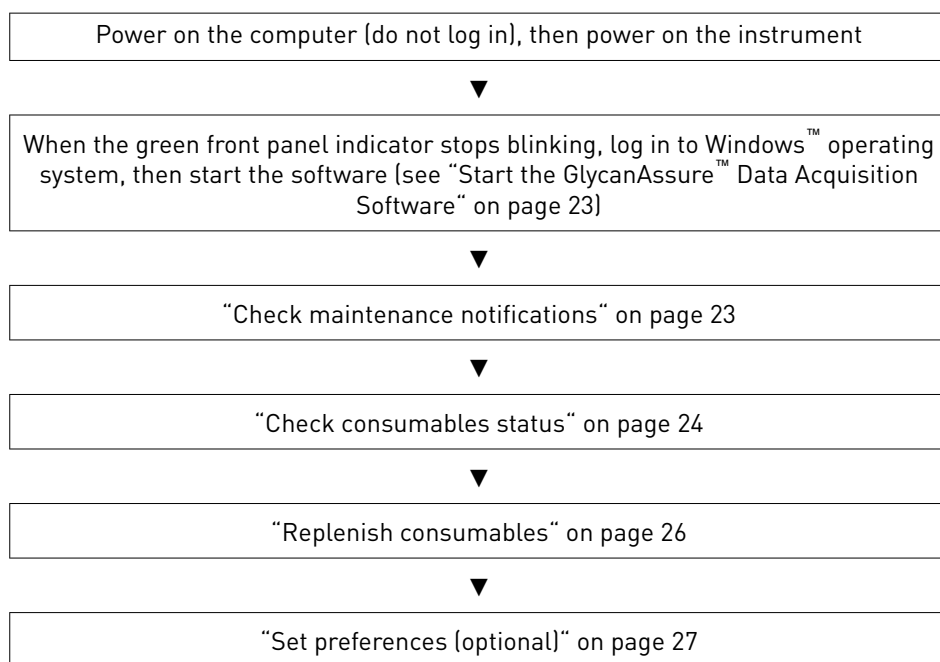 Power on the computer (do not log in), then power on the instrument
▼
When the green front panel indicator stops blinking, log in to Windows™ operating
system, then start the software (see “Start the GlycanAssure™ Data Acquisition
Software“ on page 23)
▼
“Check maintenance notifications“ on page 23
▼
“Check consumables status“ on page 24
▼
“Replenish consumables“ on page 26
▼
“Set preferences (optional)“ on page 27